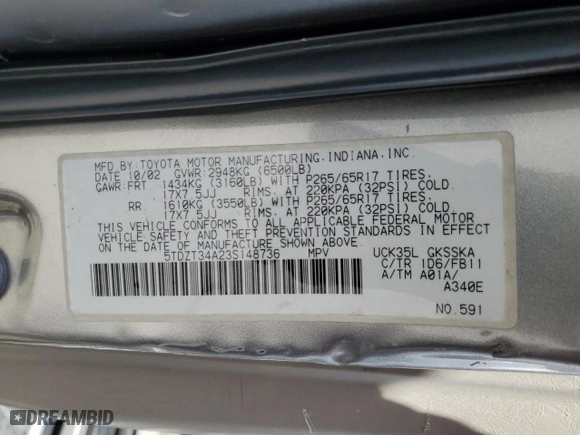 MFD.BY:TOYOTA MOTOR MANUFACTURING.INDIANA.INC.
DATE 10/02 GVWR 2948KG (6500LB)
GAWR:FRT 1434KG (3160LB) WITH P265/65R17 TIRES.
17X7.5JJ RIMS. AT 220KPA (32PSI) COLD.
RR 1610KG (3550LB) WITH P265/65R17 TIRES.
17X7.5JJ RIMS. AT 220KPA (32PSI) COLD
THIS VEHICLE CONFORMS TO ALL APPLICABLE FEDERAL MOTOR
VEHICLE SAFETY AND THEFT PREVENTION STANDARDS IN EFFECT
ON THE DATE OF MANUFACTURE SHOWN ABOVE.
5TDZT34A23S148736 MPV
UCK35L GKSSKA
C/TR 1D6/FB11
A/TM A01A/
A340E
NO.591
DREAMBID